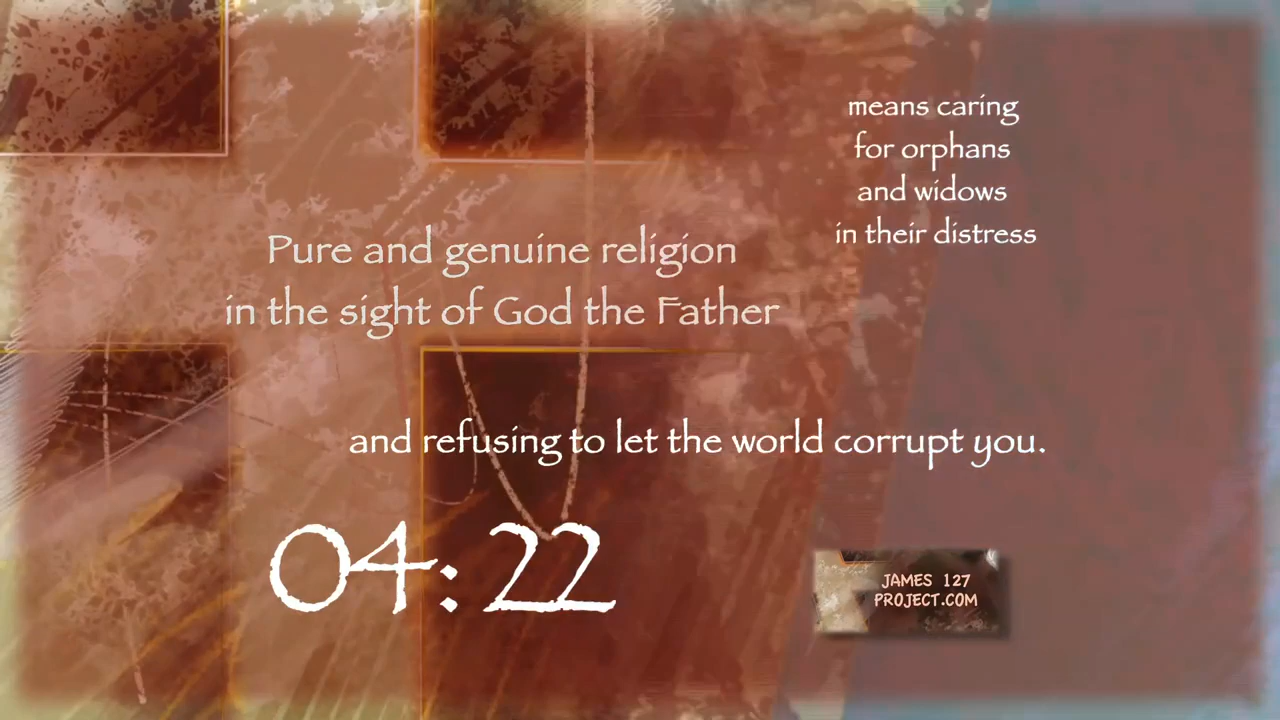 Pure and genuine religion
in the sight of God the Father
means caring
for orphans
and widows
in their distress
and refusing to let the world corrupt you.
04:22
JAMES 127
PROJECT.COM